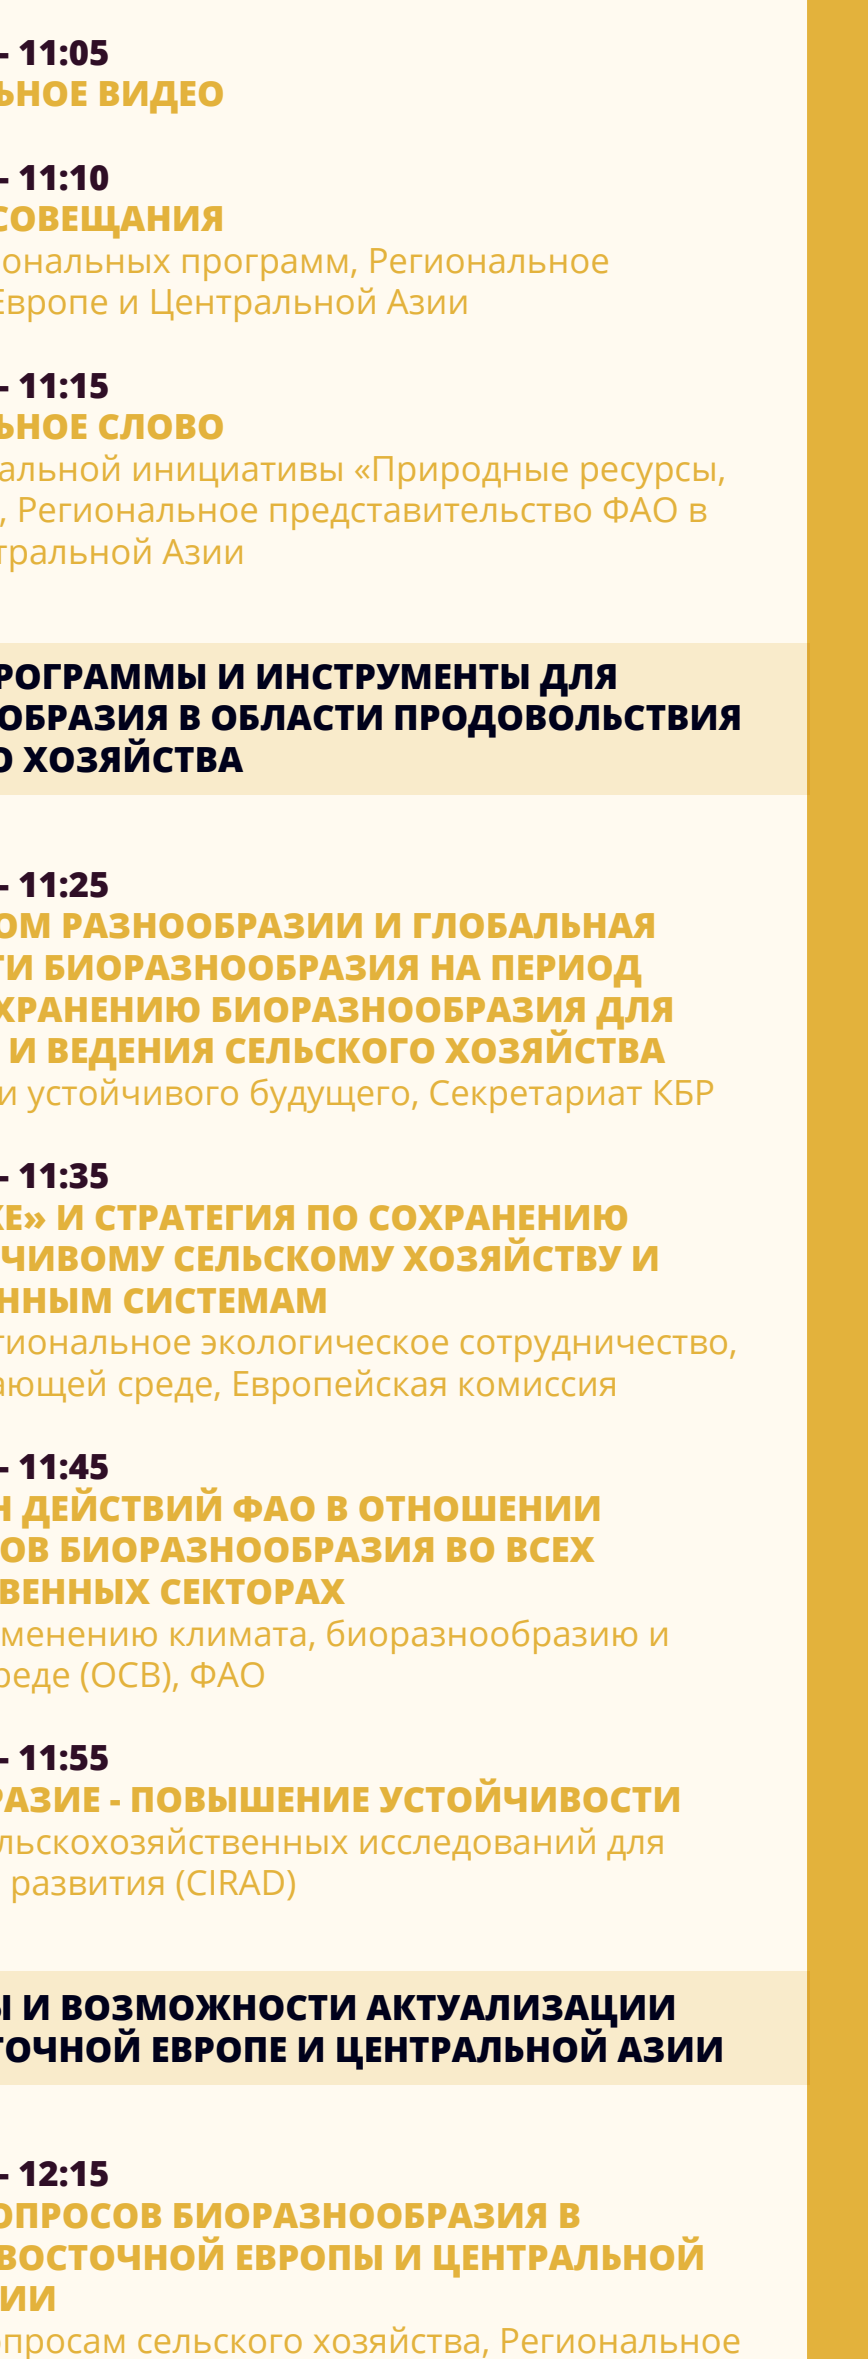 - 11:05
ЬНОЕ ВИДЕО
- 11:10
СОВЕЩАНИЯ
ональных программ, Региональное
Европе и Центральной Азии
- 11:15
ЬНОЕ СЛОВО
альной инициативы «Природные ресурсы,
, Региональное представительство ФАО в
тральной Азии
РОГРАММЫ И ИНСТРУМЕНТЫ ДЛЯ
ОБРАЗИЯ В ОБЛАСТИ ПРОДОВОЛЬСТВИЯ
О ХОЗЯЙСТВА
- 11:25
ОМ РАЗНООБРАЗИИ И ГЛОБАЛЬНАЯ
ТИ БИОРАЗНООБРАЗИЯ НА ПЕРИОД
ХРАНЕНИЮ БИОРАЗНООБРАЗИЯ ДЛЯ
И ВЕДЕНИЯ СЕЛЬСКОГО ХОЗЯЙСТВА
и устойчивого будущего, Секретариат КБР
- 11:35
КЕ» И СТРАТЕГИЯ ПО СОХРАНЕНИЮ
ЧИВОМУ СЕЛЬСКОМУ ХОЗЯЙСТВУ И
ННЫМ СИСТЕМАМ
гиональное экологическое сотрудничество,
ающей среде, Европейская комиссия
- 11:45
Н ДЕЙСТВИЙ ФАО В ОТНОШЕНИИ
ОВ БИОРАЗНООБРАЗИЯ ВО ВСЕХ
ВЕННЫХ СЕКТОРАХ
менению климата, биоразнообразию и
реде (OCB), ФАО
- 11:55
РАЗИЕ - ПОВЫШЕНИЕ УСТОЙЧИВОСТИ
льскохозяйственных исследований для
развития (CIRAD)
Ы И ВОЗМОЖНОСТИ АКТУАЛИЗАЦИИ
ТОЧНОЙ ЕВРОПЕ И ЦЕНТРАЛЬНОЙ АЗИИ
- 12:15
ОПРОСОВ БИОРАЗНООБРАЗИЯ В
ВОСТОЧНОЙ ЕВРОПЫ И ЦЕНТРАЛЬНОЙ
ИИ
опросам сельского хозяйства, Региональное